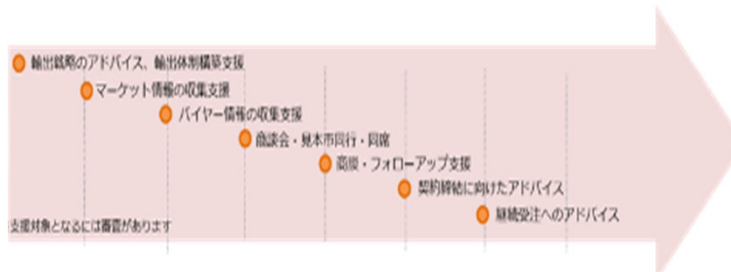 輸出戦略のアドバイス、輸出体制構築支援
マーケット情報の収集支援
バイヤー情報の収集支援
商談会・見本市同行・同席
商談・フォローアップ支援
契約締結に向けたアドバイス
継続受注へのアドバイス
支援対象となるには審査があります